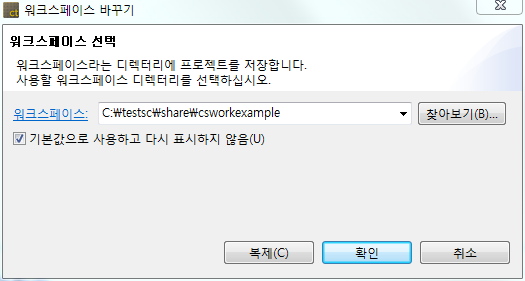 ct 워크스페이스 바꾸기
워크스페이스 선택
워크스페이스라는 디렉터리에 프로젝트를 저장합니다.
사용할 워크스페이스 디렉터리를 선택하십시오.
워크스페이스: C:₩testsc₩share₩csworkexample 찾아보기(B)...
기본값으로 사용하고 다시 표시하지 않음(U)
복제(C) 확인 취소